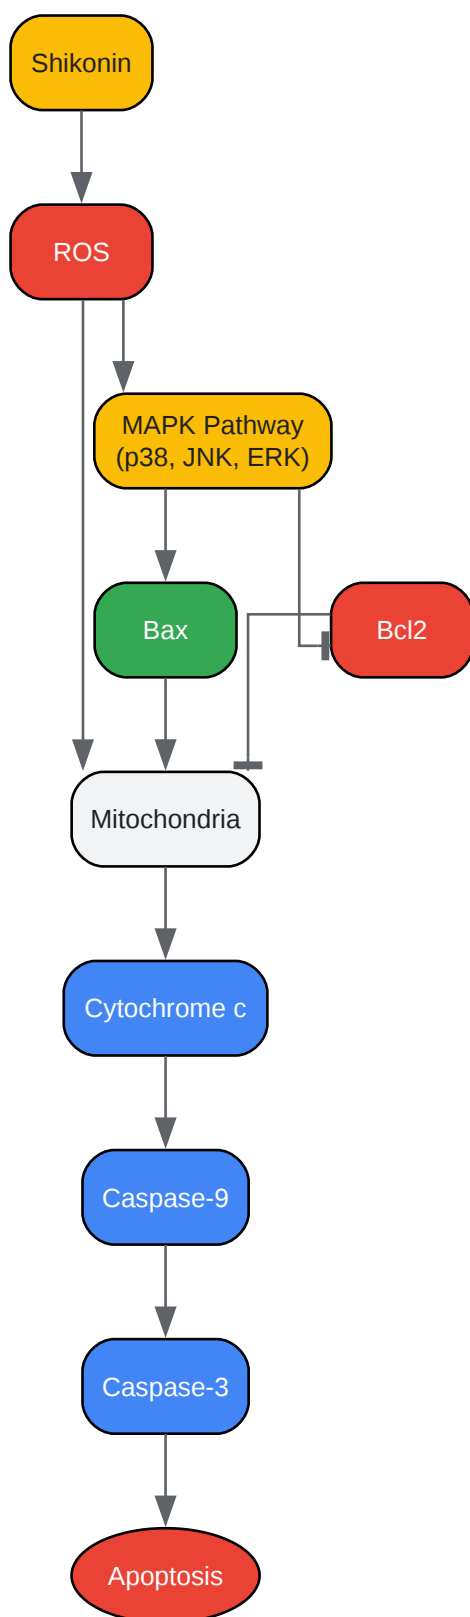 Shikonin
ROS
MAPK Pathway
(p38, JNK, ERK)
Bax
Bcl2
Mitochondria
Cytochrome c
Caspase-9
Caspase-3
Apoptosis